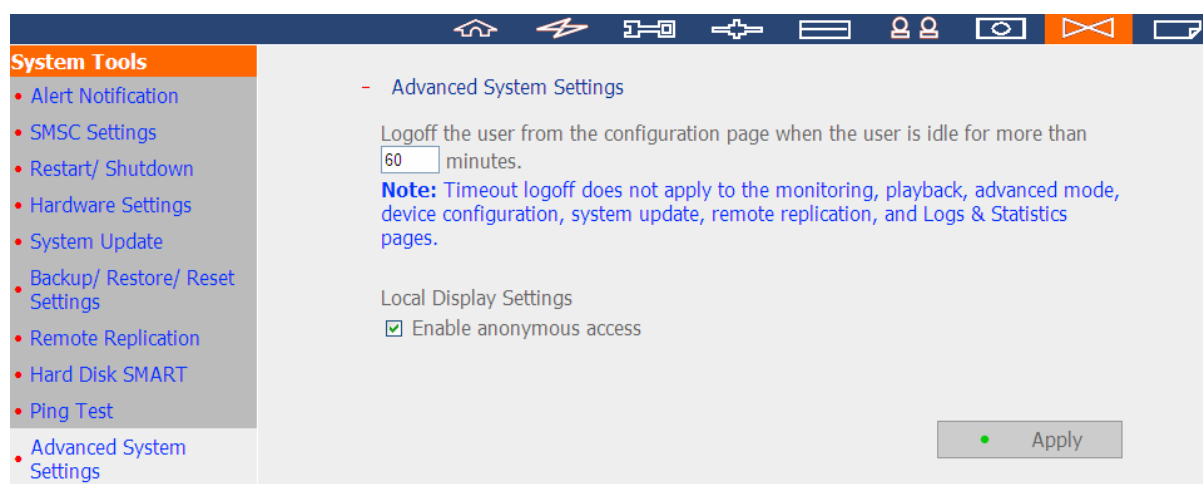 System Tools
Alert Notification
SMSC Settings
Restart/ Shutdown
Hardware Settings
System Update
Backup/ Restore/ Reset
Settings
Remote Replication
Hard Disk SMART
Ping Test
Advanced System
Settings
- Advanced System Settings
Logoff the user from the configuration page when the user is idle for more than
60 minutes.
Note: Timeout logoff does not apply to the monitoring, playback, advanced mode,
device configuration, system update, remote replication, and Logs & Statistics
pages.
Local Display Settings
Enable anonymous access
Apply